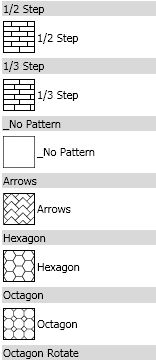 1/2 Step
1/2 Step
1/3 Step
1/3 Step
_No Pattern
_No Pattern
Arrows
Arrows
Hexagon
Hexagon
Octagon
Octagon
Octagon Rotate